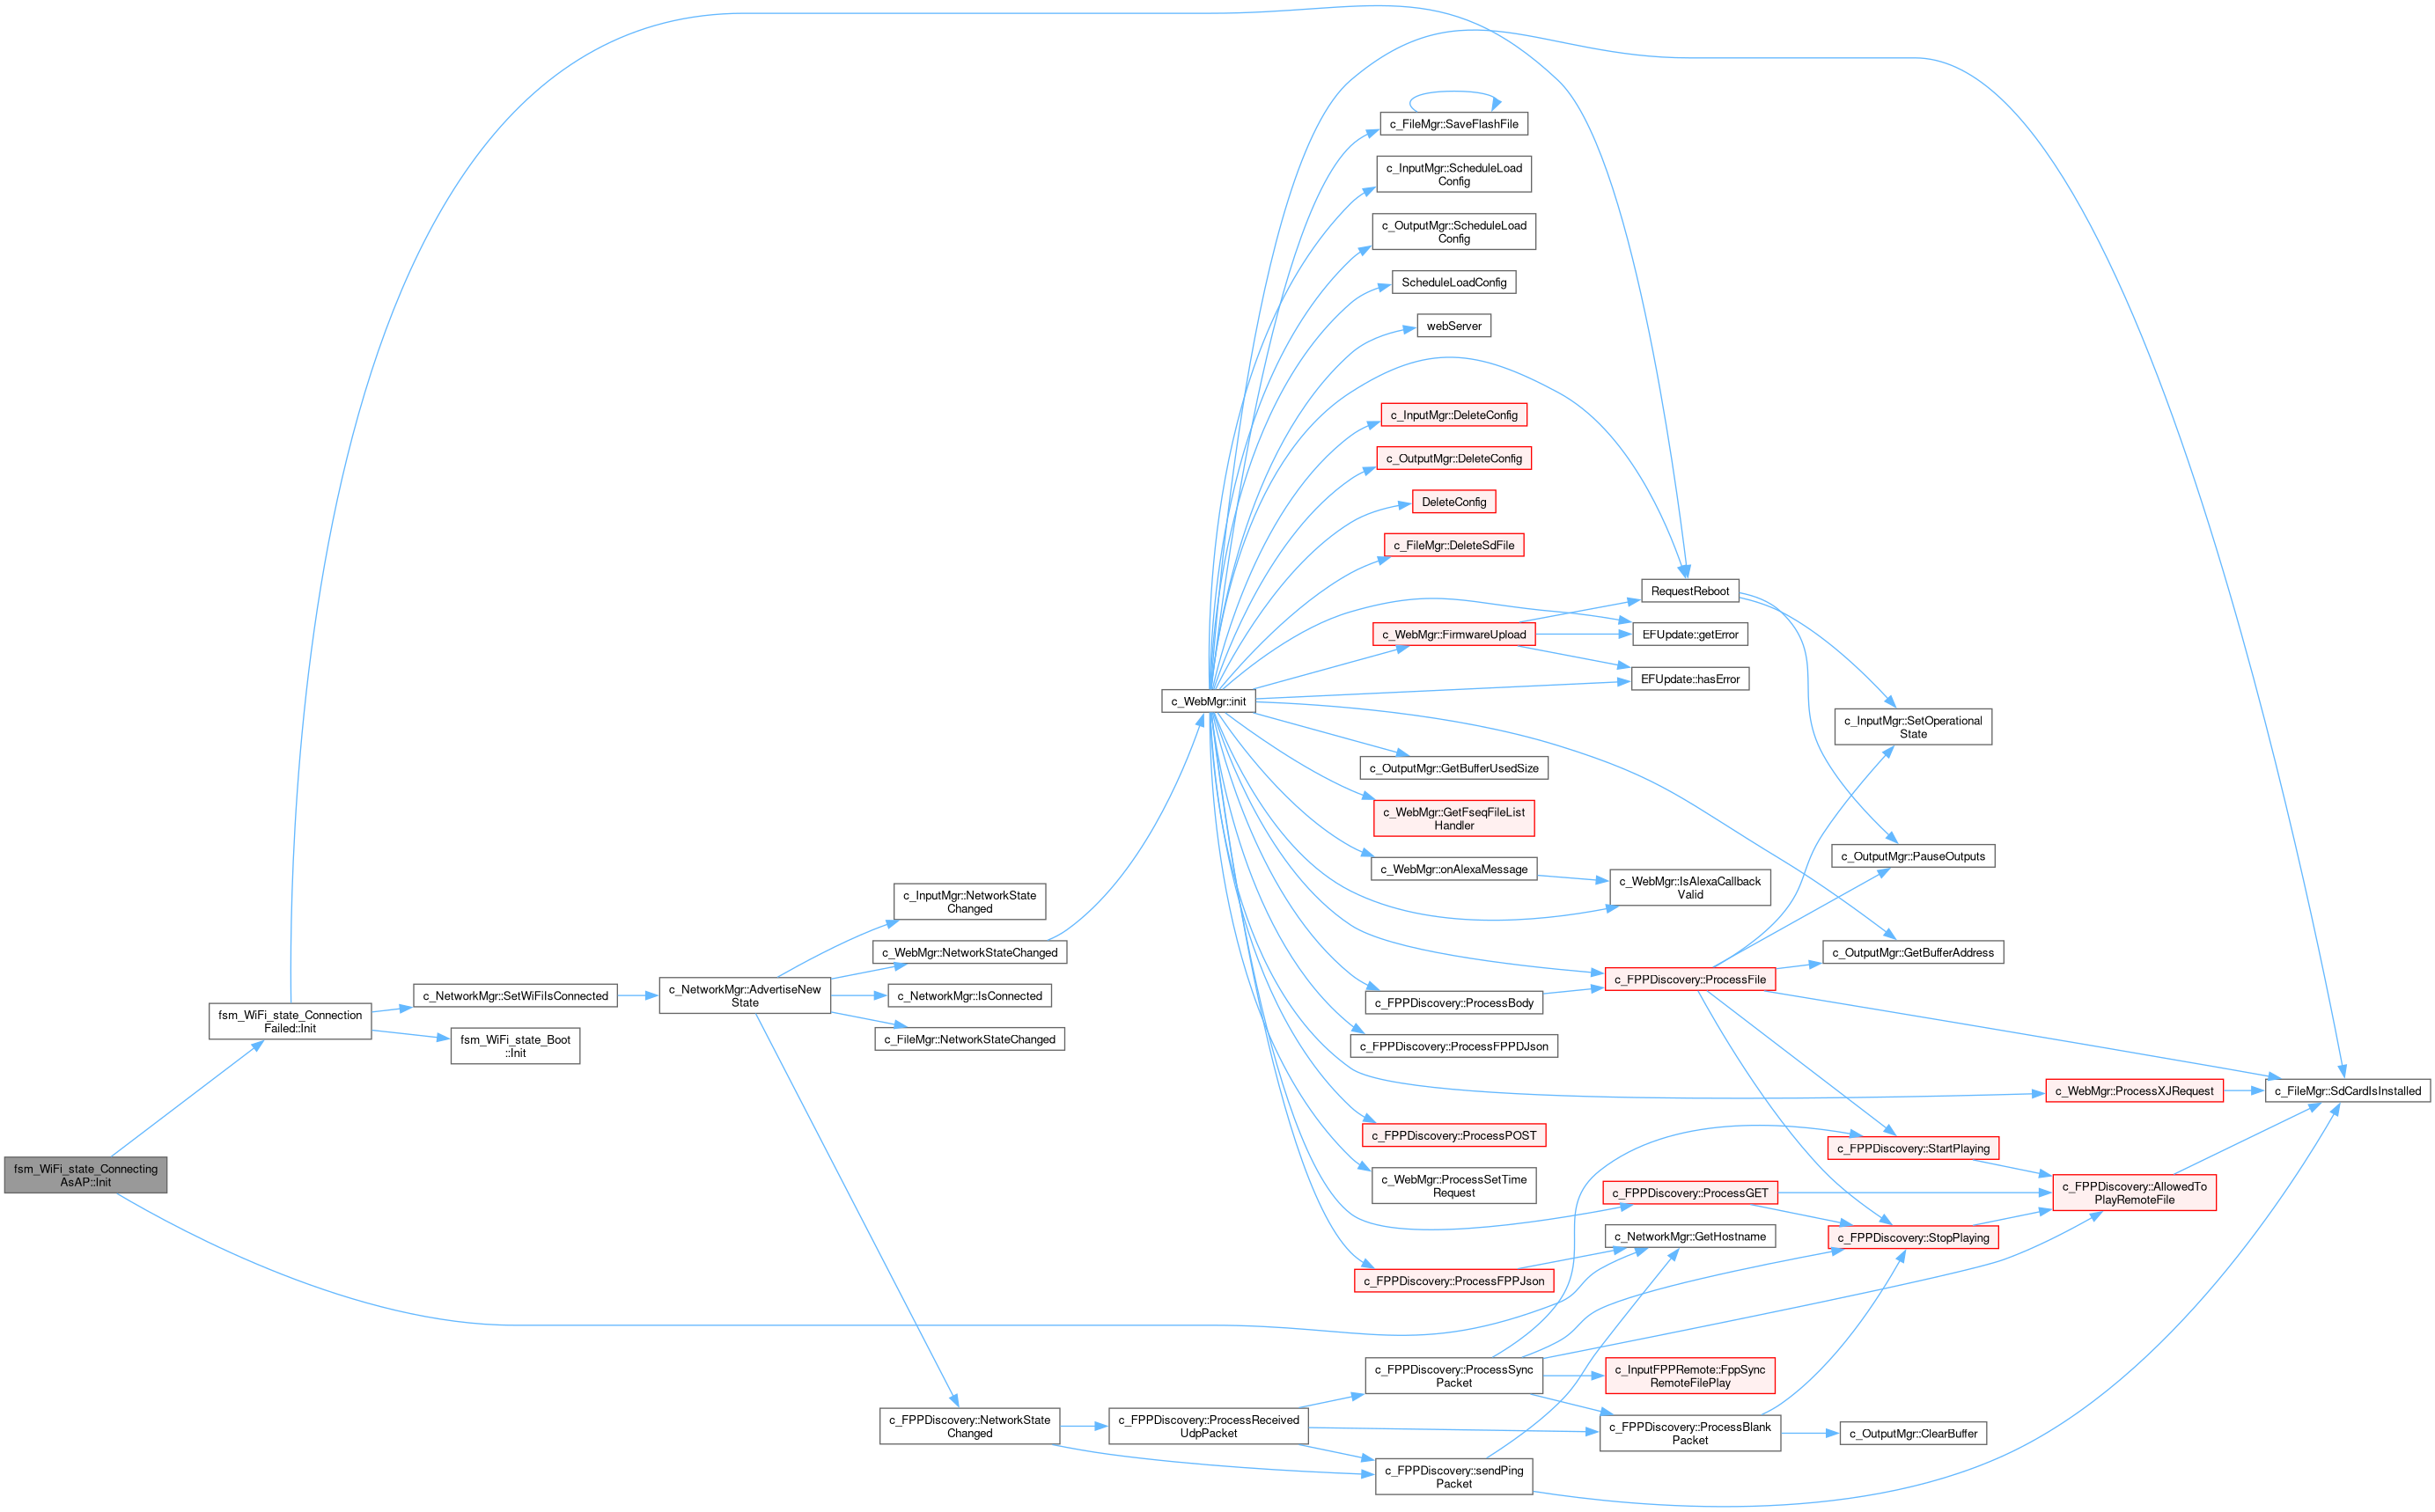 fsm_WiFi_state_Connecting
AsAP::Init
fsm_WiFi_state_Connection
Failed::Init
c_NetworkMgr::SetWiFiIsConnected
fsm_WiFi_state_Boot
::Init
c_NetworkMgr::AdvertiseNew
State
c_InputMgr::NetworkState
Changed
c_WebMgr::NetworkStateChanged
c_NetworkMgr::IsConnected
c_FileMgr::NetworkStateChanged
c_FPPDiscovery::NetworkState
Changed
c_WebMgr::init
c_FPPDiscovery::ProcessReceived
UdpPacket
c_FileMgr::SaveFlashFile
c_InputMgr::ScheduleLoad
Config
c_OutputMgr::ScheduleLoad
Config
ScheduleLoadConfig
webServer
c_InputMgr::DeleteConfig
c_OutputMgr::DeleteConfig
DeleteConfig
c_FileMgr::DeleteSdFile
c_WebMgr::FirmwareUpload
c_OutputMgr::GetBufferUsedSize
c_WebMgr::GetFseqFileList
Handler
c_WebMgr::onAlexaMessage
c_FPPDiscovery::ProcessBody
c_FPPDiscovery::ProcessFPPDJson
c_FPPDiscovery::ProcessPOST
c_WebMgr::ProcessSetTime
Request
c_FPPDiscovery::ProcessFPPJson
c_FPPDiscovery::ProcessSync
Packet
c_FPPDiscovery::sendPing
Packet
RequestReboot
EFUpdate::getError
EFUpdate::hasError
c_WebMgr::IsAlexaCallback
Valid
c_FPPDiscovery::ProcessFile
c_FPPDiscovery::ProcessGET
c_NetworkMgr::GetHostname
c_InputFPPRemote::FppSync
RemoteFilePlay
c_FPPDiscovery::ProcessBlank
Packet
c_InputMgr::SetOperational
State
c_OutputMgr::PauseOutputs
c_OutputMgr::GetBufferAddress
c_FPPDiscovery::StartPlaying
c_FPPDiscovery::StopPlaying
c_OutputMgr::ClearBuffer
c_WebMgr::ProcessXJRequest
c_FPPDiscovery::AllowedTo
PlayRemoteFile
c_FileMgr::SdCardIsInstalled